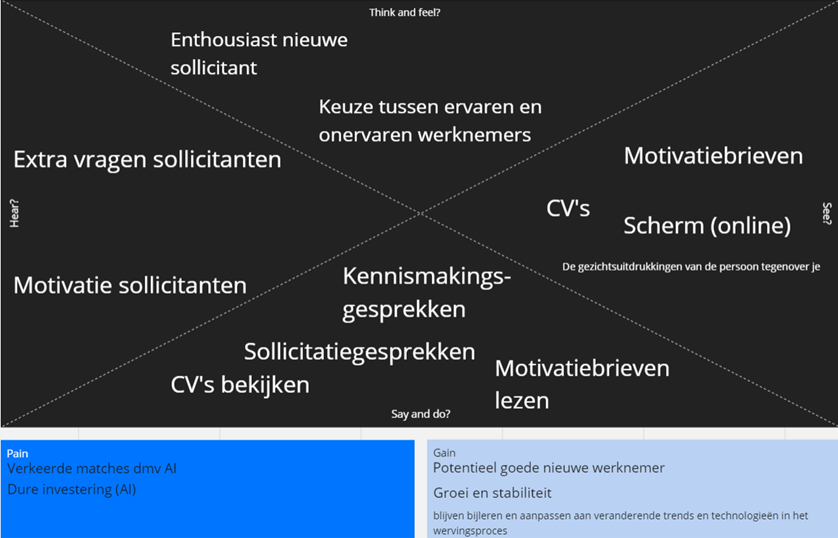 Think and feel?
Enthousiast nieuwe
sollicitant
Keuze tussen ervaren en
onervaren werknemers
Hear?
Extra vragen sollicitanten
Motivatie sollicitanten
See?
Motivatiebrieven
CV's
Scherm (online)
De gezichtsuitdrukkingen van de persoon tegenover je
Kennismakings-
gesprekken
Sollicitatiegesprekken
CV's bekijken
Motivatiebrieven
lezen
Say and do?
Pain
Verkeerde matches dmv AI
Dure investering (AI)
Gain
Potentieel goede nieuwe werknemer
Groei en stabiliteit
blijven bijleren en aanpassen aan veranderende trends en technologieën in het
wervingsproces